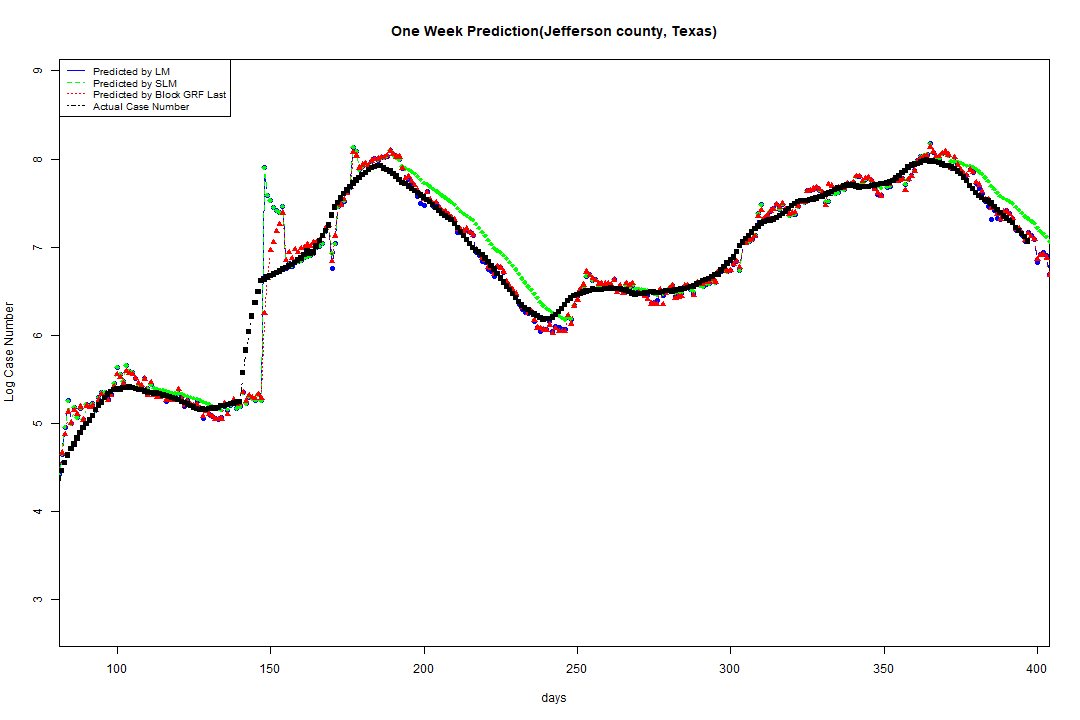 One Week Prediction(Jefferson county, Texas)
Predicted by LM
Predicted by SLM
Predicted by Block GRF Last
Actual Case Number
9
8
7
6
5
4
3
Log Case Number
100 150 200 250 300 350 400
days